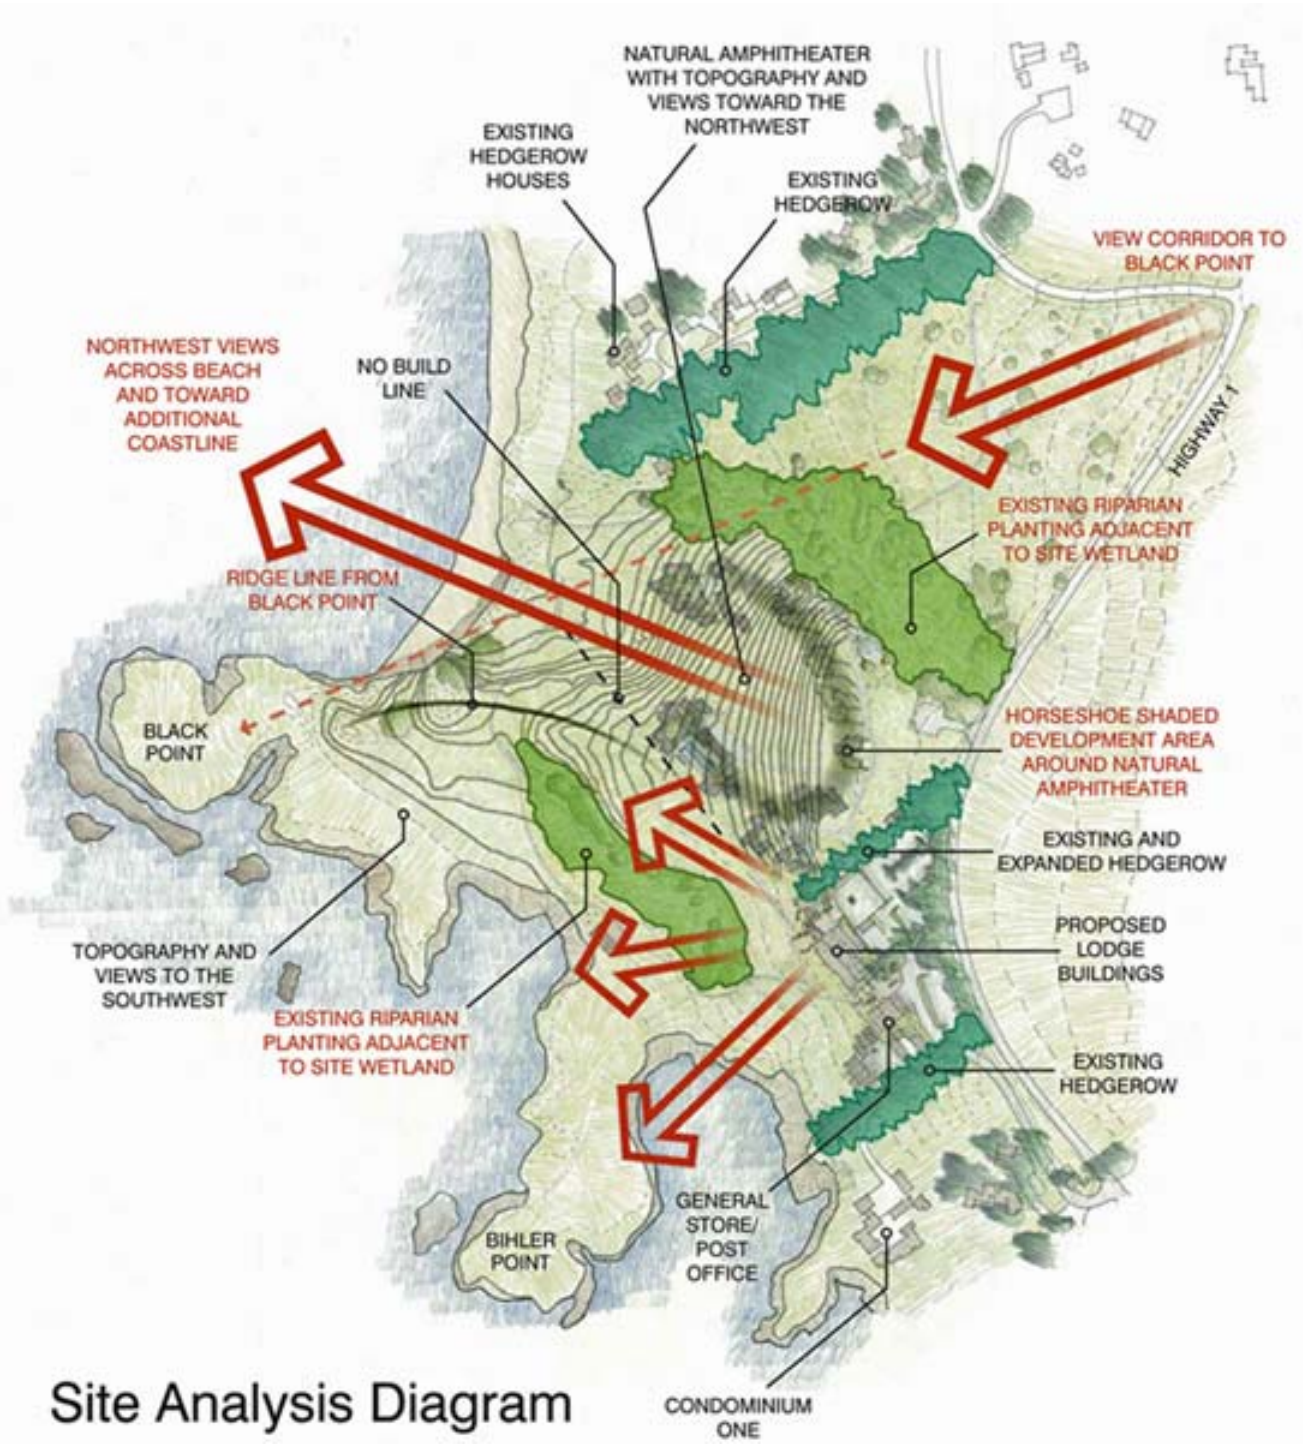 NATURAL AMPHITHEATER
WITH TOPOGRAPHY AND
VIEWS TOWARD THE
NORTHWEST
EXISTING
HEDGEROW
HOUSES
EXISTING
HEDGEROW
VIEW CORRIDOR TO
BLACK POINT
NORTHWEST VIEWS
ACROSS BEACH
AND TOWARD
ADDITIONAL
COASTLINE
NO BUILD
LINE
HIGHWAY 1
EXISTING RIPARIAN
PLANTING ADJACENT
TO SITE WETLAND
RIDGE LINE FROM
BLACK POINT
BLACK
POINT
HORSESHOE SHADED
DEVELOPMENT AREA
AROUND NATURAL
AMPHITHEATER
EXISTING AND
EXPANDED HEDGEROW
PROPOSED
LODGE
BUILDINGS
TOPOGRAPHY AND
VIEWS TO THE
SOUTHWEST
EXISTING RIPARIAN
PLANTING ADJACENT
TO SITE WETLAND
EXISTING
HEDGEROW
GENERAL
STORE/
POST
OFFICE
BIHLER
POINT
CONDOMINIUM
ONE
Site Analysis Diagram